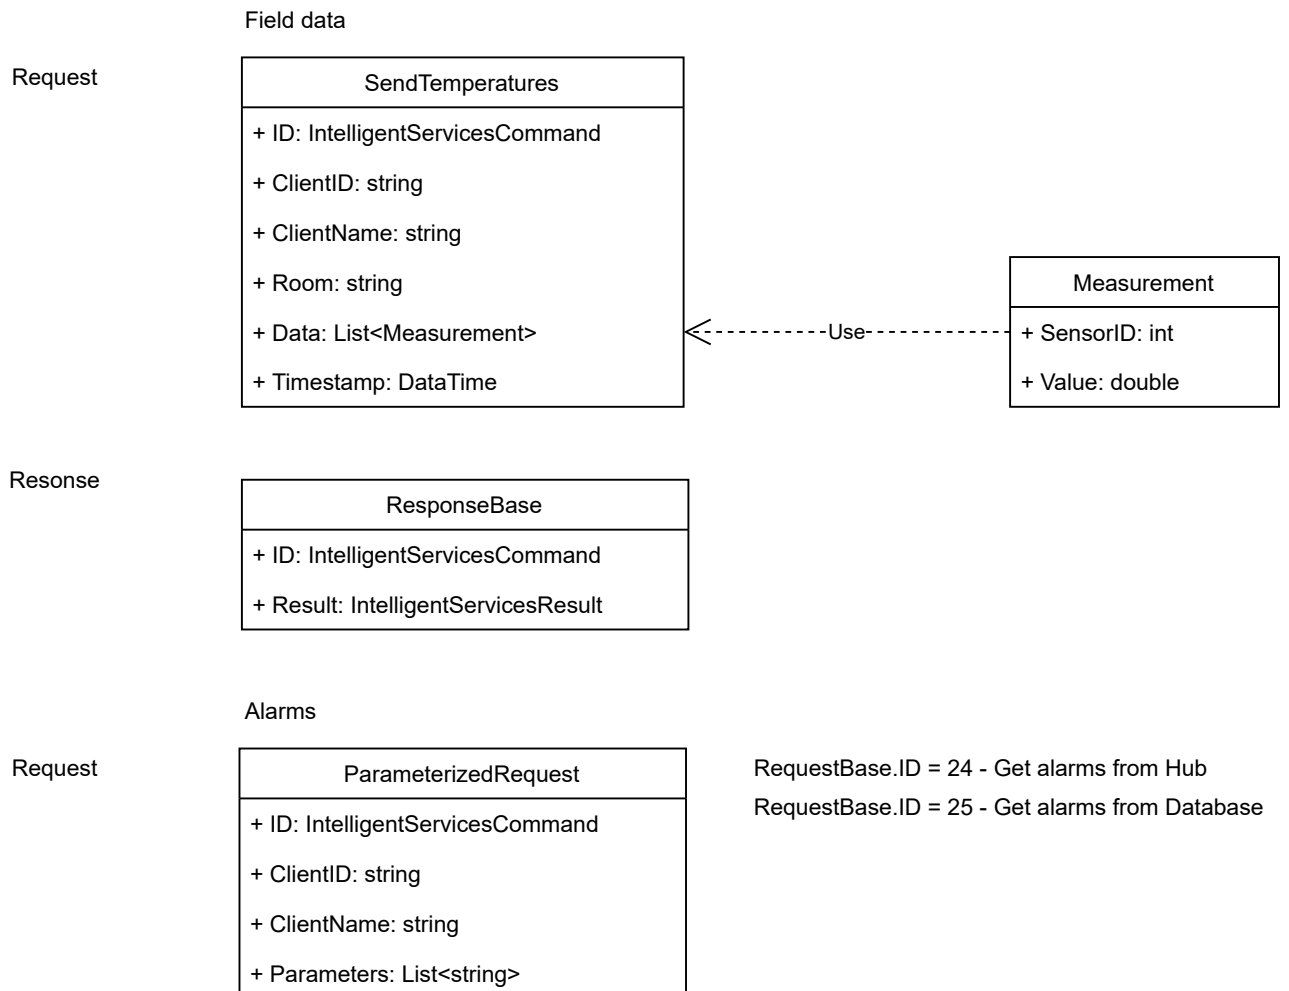 Field data
Request
SendTemperatures
+ ID: IntelligentServicesCommand
+ ClientID: string
+ ClientName: string
+ Room: string
+ Data: List<Measurement>
+ Timestamp: DataTime
Use
Measurement
+ SensorID: int
+ Value: double
Resonse
ResponseBase
+ ID: IntelligentServicesCommand
+ Result: IntelligentServicesResult
Alarms
Request
ParameterizedRequest
+ ID: IntelligentServicesCommand
+ ClientID: string
+ ClientName: string
+ Parameters: List<string>
RequestBase.ID = 24 - Get alarms from Hub
RequestBase.ID = 25 - Get alarms from Database